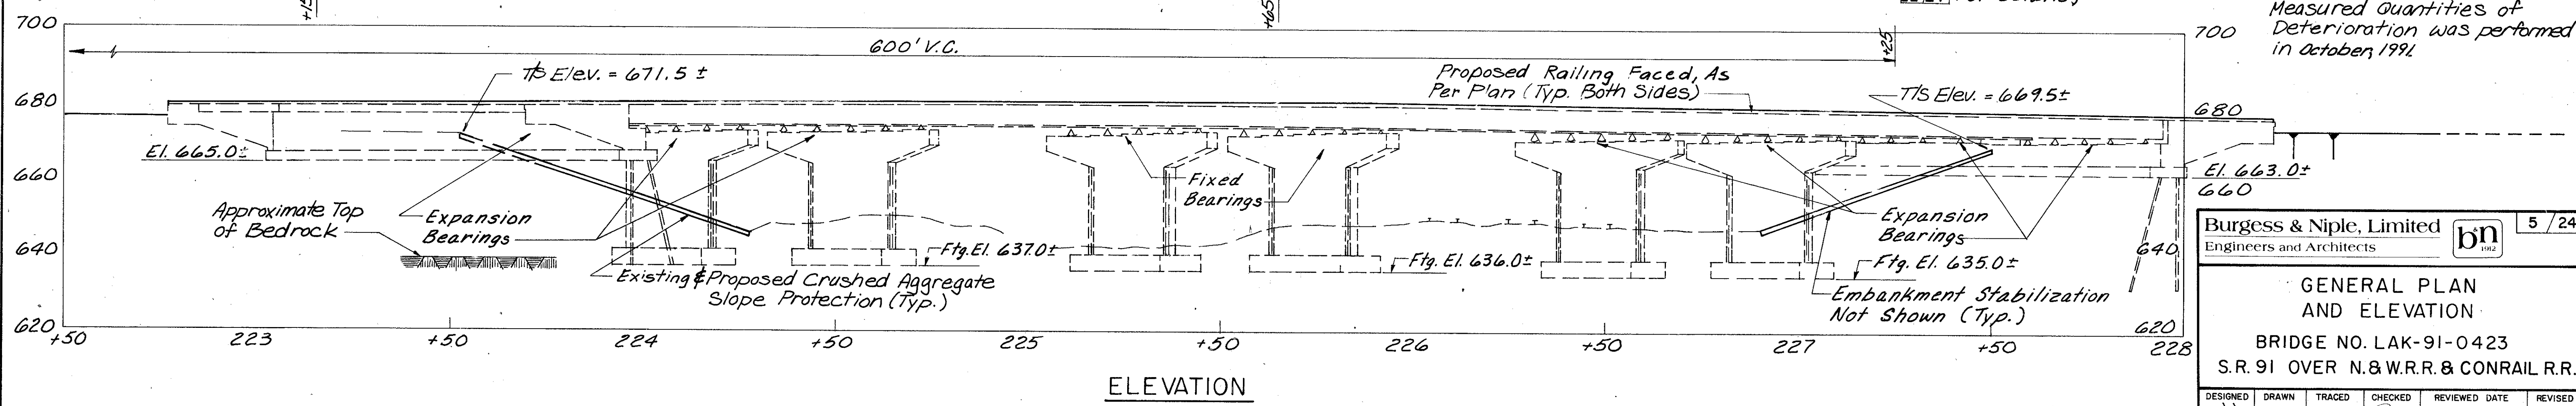 +65
700
600' V.C.
+25
700
Measured Quantities of
Deterioration was performed
in October, 1991
T/S Elev. = 671.5 ±
Proposed Railing Faced, As
Per Plan (Typ. Both Sides)
T/S Elev. = 669.5±
680
680
El. 665.0±
660
Fixed
Bearings
El. 663.0±
660
Approximate Top
of Bedrock
Expansion
Bearings
Expansion
Bearings
640
Ftg. El. 637.0±
Ftg. El. 636.0±
Ftg. El. 635.0±
640
Existing & Proposed Crushed Aggregate
Slope Protection (Typ.)
Embankment Stabilization
Not Shown (Typ.)
620
620
+50 223 +50 224 +50 225 +50 226 +50 227 +50 228
ELEVATION
Burgess & Niple, Limited
Engineers and Architects
bn
1912
5 / 24
GENERAL PLAN
AND ELEVATION
BRIDGE NO. LAK-91-0423
S.R. 91 OVER N. & W.R.R. & CONRAIL R.R.
DESIGNED DRAWN TRACED CHECKED REVIEWED DATE REVISED